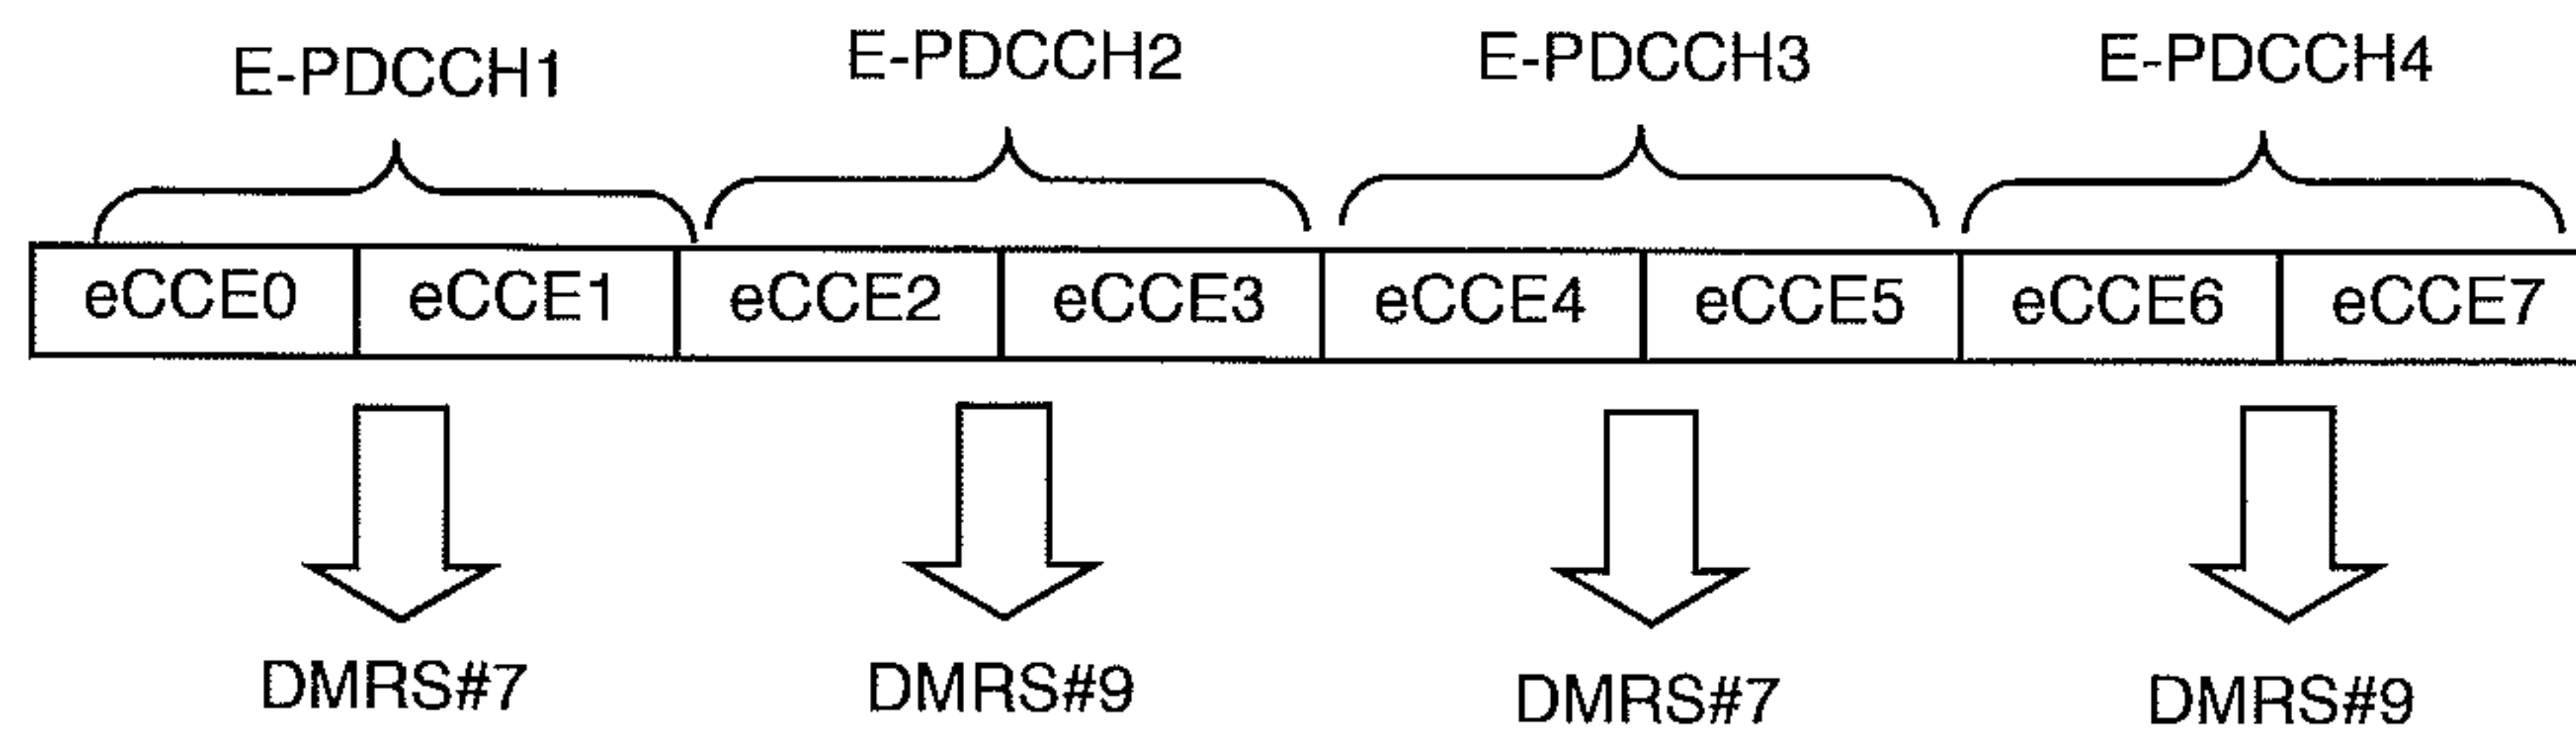 E-PDCCH1 E-PDCCH2 E-PDCCH3 E-PDCCH4
eCCE0 eCCE1 eCCE2 eCCE3 eCCE4 eCCE5 eCCE6 eCCE7
DMRS#7 DMRS#9 DMRS#7 DMRS#9